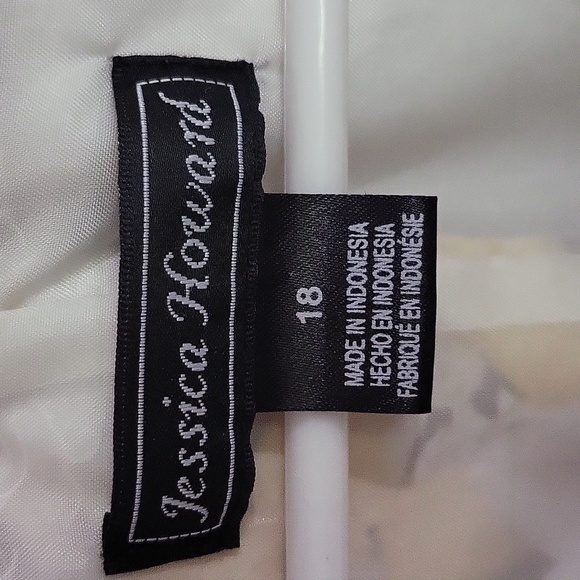 Jessica Howard
18
MADE IN INDONESIA
HECHO EN INDONESIA
FABRIQUÉ EN INDONÉSIE